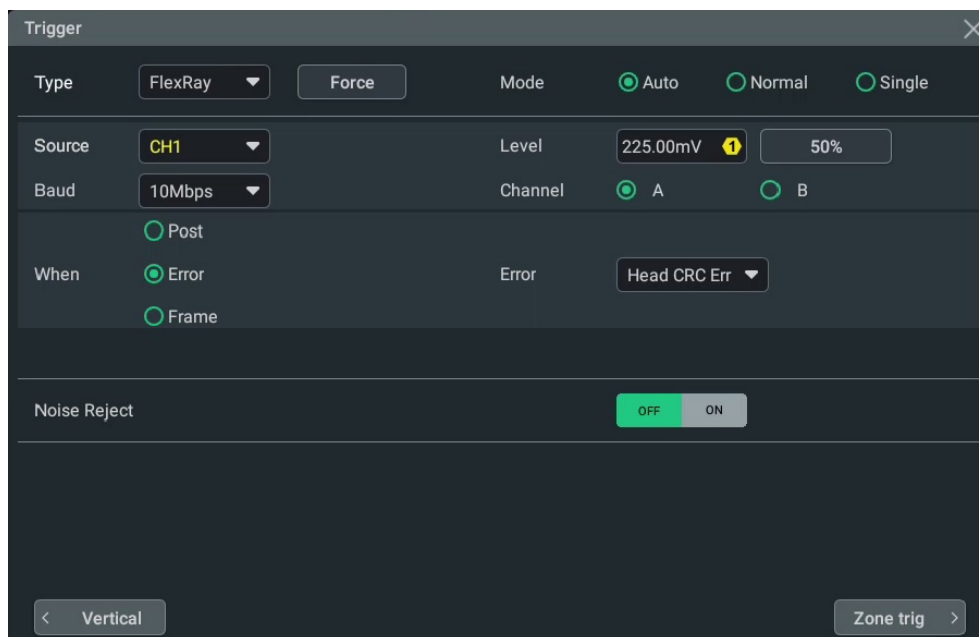 Trigger
Type FlexRay Force Mode Auto Normal Single
Source CH1 Level 225.00mV 1 50%
Baud 10Mbps Channel A B
Post
When Error Error Head CRC Err
Frame
Noise Reject OFF ON
< Vertical Zone trig >